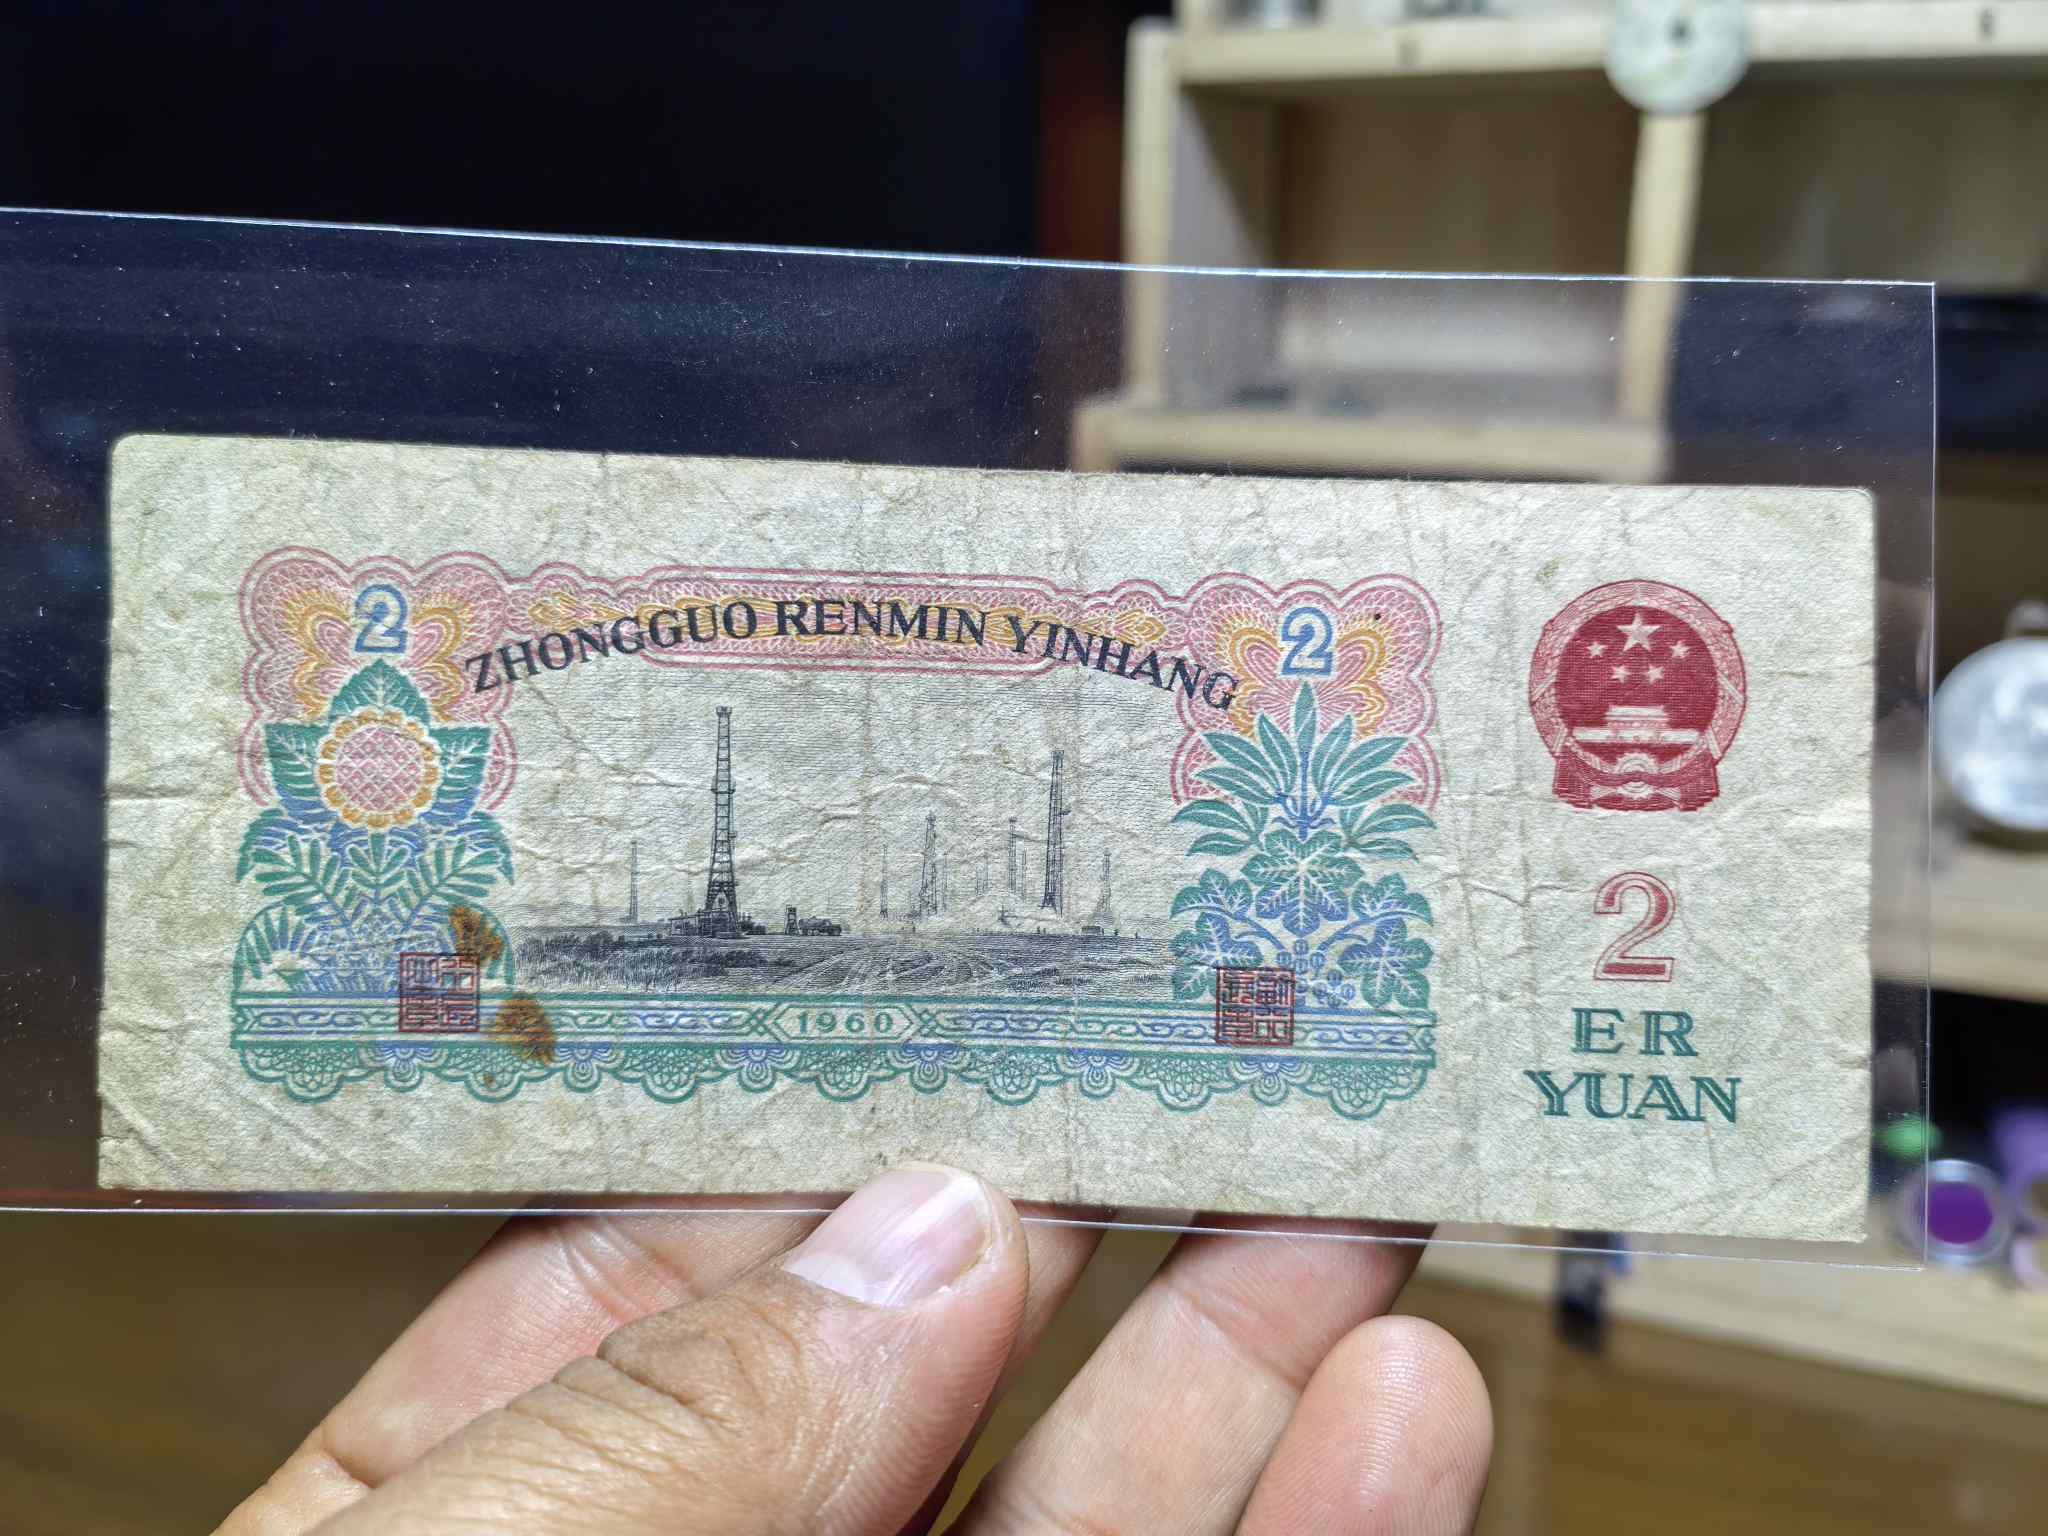 2
2
ZHONGGUO RENMIN YINHANG
1960
2
ER
YUAN